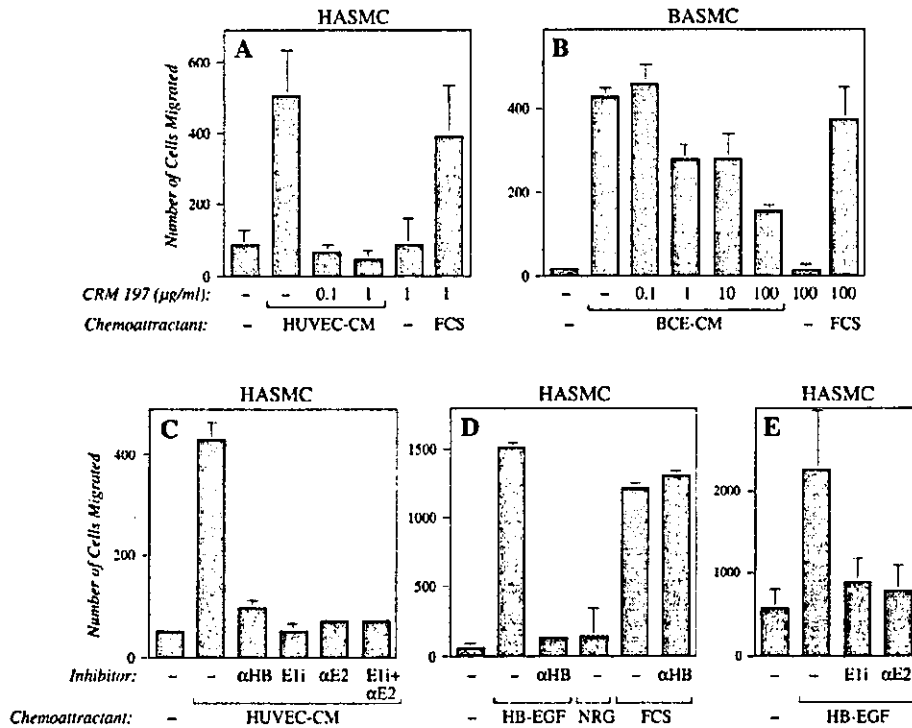 HASMC
BASMC
A
B
Number of Cells Migrated
600
400
200
0
400
200
0
CRM 197 (µg/ml): – – 0.1 1 1 1
– – 0.1 1 10 100 100 100
Chemoattractant: – HUVEC-CM – FCS
– BCE-CM – FCS
HASMC
HASMC
HASMC
C
D
E
Number of Cells Migrated
400
200
0
1500
1000
500
0
2000
1000
0
Inhibitor: – – αHB E1i αE2 E1i+
αE2
– – αHB – – αHB
– – E1i αE2
Chemoattractant: – HUVEC-CM
– HB-EGF NRG FCS
– HB-EGF